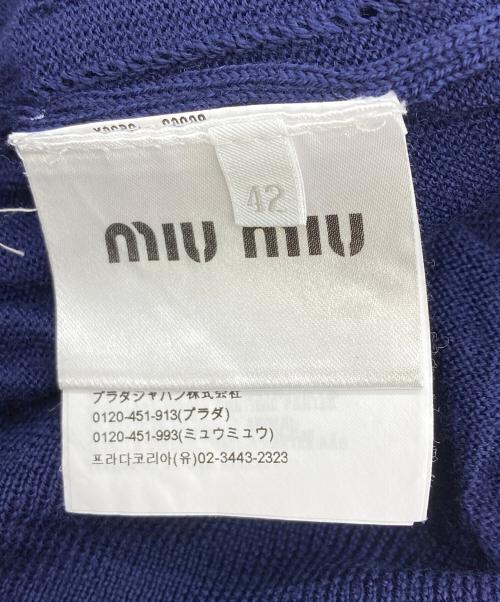 42
miu miu
プラダジャパン株式会社
0120-451-913(プラダ)
0120-451-993(ミュウミュウ)
프라다코리아(유)02-3443-2323